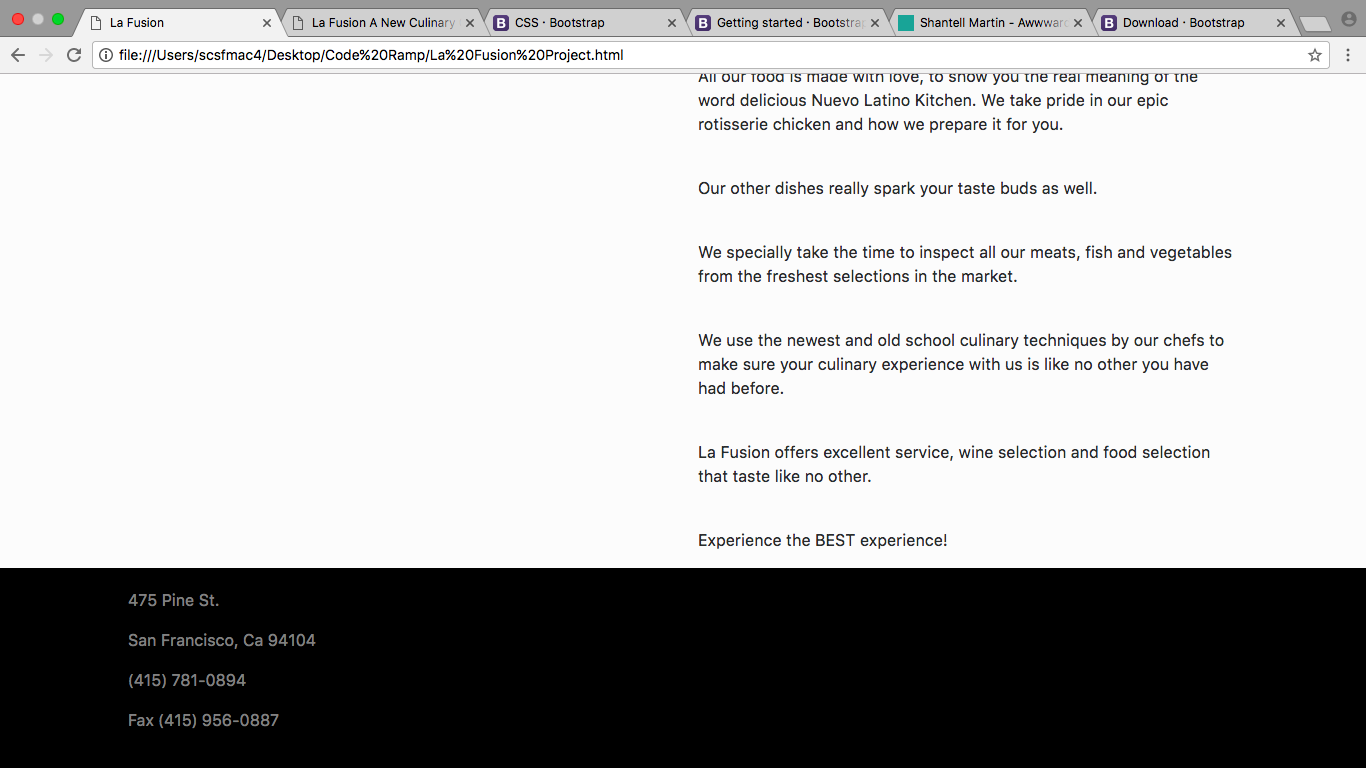 La Fusion
La Fusion A New Culinary
CSS · Bootstrap
Getting started · Bootstrap
Shantell Martin - Awwward
Download · Bootstrap
file:///Users/scsfmac4/Desktop/Code%20Ramp/La%20Fusion%20Project.html
All our food is made with love, to show you the real meaning of the
word delicious Nuevo Latino Kitchen. We take pride in our epic
rotisserie chicken and how we prepare it for you.
Our other dishes really spark your taste buds as well.
We specially take the time to inspect all our meats, fish and vegetables
from the freshest selections in the market.
We use the newest and old school culinary techniques by our chefs to
make sure your culinary experience with us is like no other you have
had before.
La Fusion offers excellent service, wine selection and food selection
that taste like no other.
Experience the BEST experience!
475 Pine St.
San Francisco, Ca 94104
(415) 781-0894
Fax (415) 956-0887